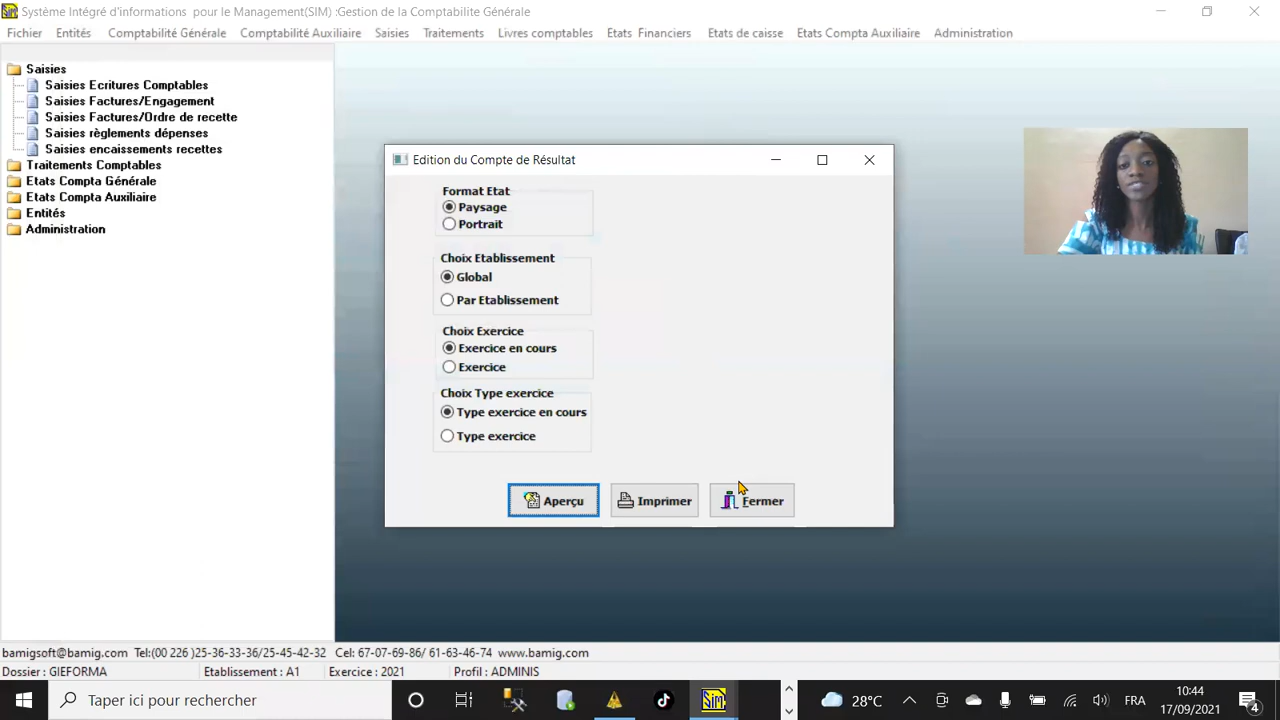 Système Intégré d'informations pour le Management(SIM) :Gestion de la Comptabilite Générale
Fichier Entités Comptabilité Générale Comptabilité Auxiliaire Saisies Traitements Livres comptables Etats Financiers Etats de caisse Etats Compta Auxiliaire Administration
Saisies
Saisies Ecritures Comptables
Saisies Factures/Engagement
Saisies Factures/Ordre de recette
Saisies règlements dépenses
Saisies encaissements recettes
Traitements Comptables
Etats Compta Générale
Etats Compta Auxiliaire
Entités
Administration
Edition du Compte de Résultat
Format Etat
Paysage
Portrait
Choix Etablissement
Global
Par Etablissement
Choix Exercice
Exercice en cours
Exercice
Choix Type exercice
Type exercice en cours
Type exercice
Aperçu Imprimer Fermer
bamigsoft@bamig.com Tel:(00 226 )25-36-33-36/25-45-42-32 Cel: 67-07-69-86/ 61-63-46-74 www.bamig.com
Dossier : GIEFORMA Etablissement : A1 Exercice : 2021 Profil : ADMINIS
Taper ici pour rechercher SIM 28°C FRA 10:44
17/09/2021 4